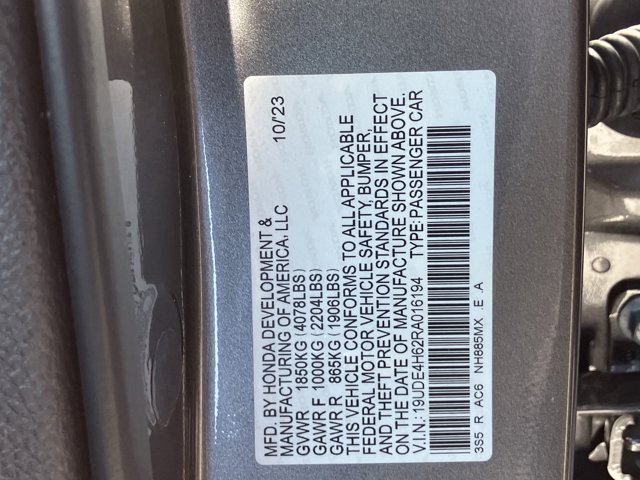 MFD. BY HONDA DEVELOPMENT &
MANUFACTURING OF AMERICA, LLC 10/'23
GVWR 1850KG (4078LBS)
GAWR F 1000KG (2204LBS)
GAWR R 865KG (1906LBS)
THIS VEHICLE CONFORMS TO ALL APPLICABLE
FEDERAL MOTOR VEHICLE SAFETY, BUMPER,
AND THEFT PREVENTION STANDARDS IN EFFECT
ON THE DATE OF MANUFACTURE SHOWN ABOVE.
V.I.N.: 19UDE4H62RA016194 TYPE: PASSENGER CAR
3S5 R AC6 NH885MX .E .A